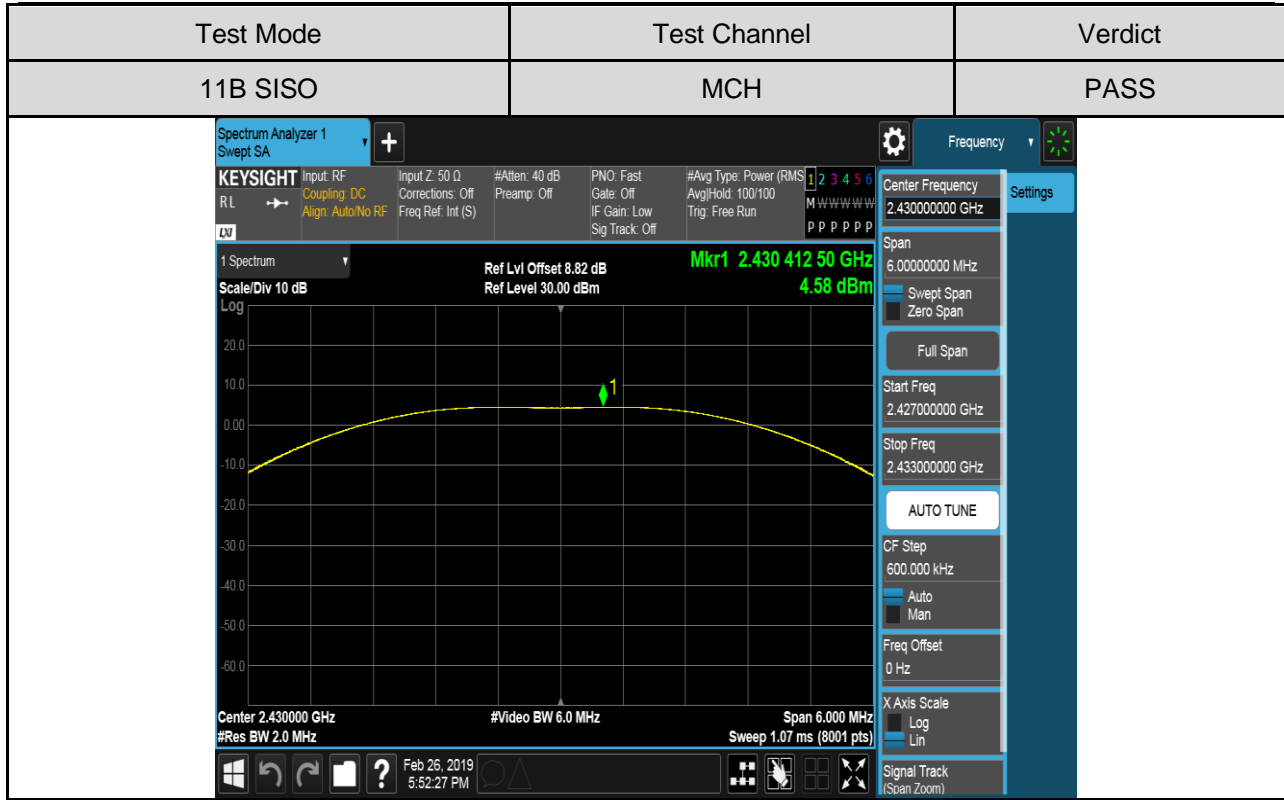 Test Mode Test Channel Verdict
11B SISO MCH PASS
Spectrum Analyzer 1
Swept SA
+
Frequency
KEYSIGHT Input: RF Input Z: 50 Ω #Atten: 40 dB PNO: Fast #Avg Type: Power (RMS 1 2 3 4 5 6
RL Coupling: DC Corrections: Off Preamp: Off Gate: Off Avg|Hold: 100/100 M W W W W W
Align: Auto/No RF Freq Ref: Int (S) IF Gain: Low Trig: Free Run
LXI Sig Track: Off P P P P P P
1 Spectrum
Ref Lvl Offset 8.82 dB
Mkr1 2.430 412 50 GHz
Scale/Div 10 dB Ref Level 30.00 dBm 4.58 dBm
Log
20.0
10.0
1
0.00
-10.0
-20.0
-30.0
-40.0
-50.0
-60.0
Center 2.430000 GHz #Video BW 6.0 MHz Span 6.000 MHz
#Res BW 2.0 MHz Sweep 1.07 ms (8001 pts)
? Feb 26, 2019
5:52:27 PM
Center Frequency
2.430000000 GHz
Settings
Span
6.00000000 MHz
Swept Span
Zero Span
Full Span
Start Freq
2.427000000 GHz
Stop Freq
2.433000000 GHz
AUTO TUNE
CF Step
600.000 kHz
Auto
Man
Freq Offset
0 Hz
X Axis Scale
Log
Lin
Signal Track
(Span Zoom)